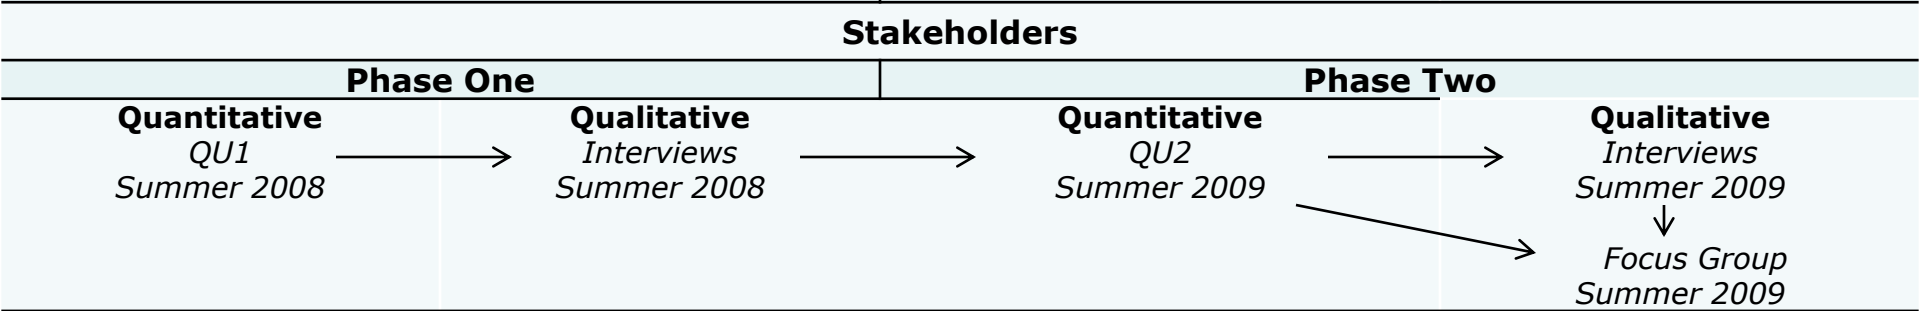 Stakeholders
Phase One
Phase Two
Quantitative
QU1
Summer 2008
Qualitative
Interviews
Summer 2008
Quantitative
QU2
Summer 2009
Qualitative
Interviews
Summer 2009
Focus Group
Summer 2009